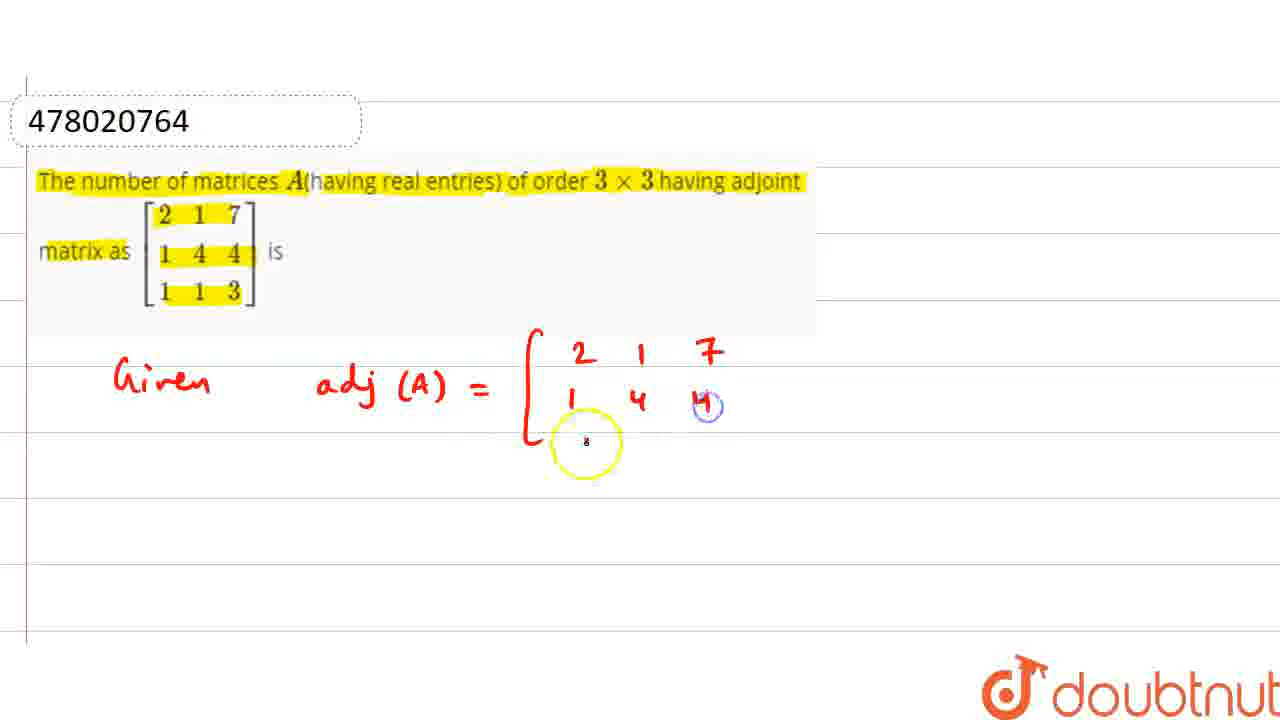 478020764
The number of matrices A(having real entries) of order 3 × 3 having adjoint
matrix as [2 1 7
1 4 4
1 1 3] is
Given adj (A) = [2 1 7
1 4 4
doubtnut